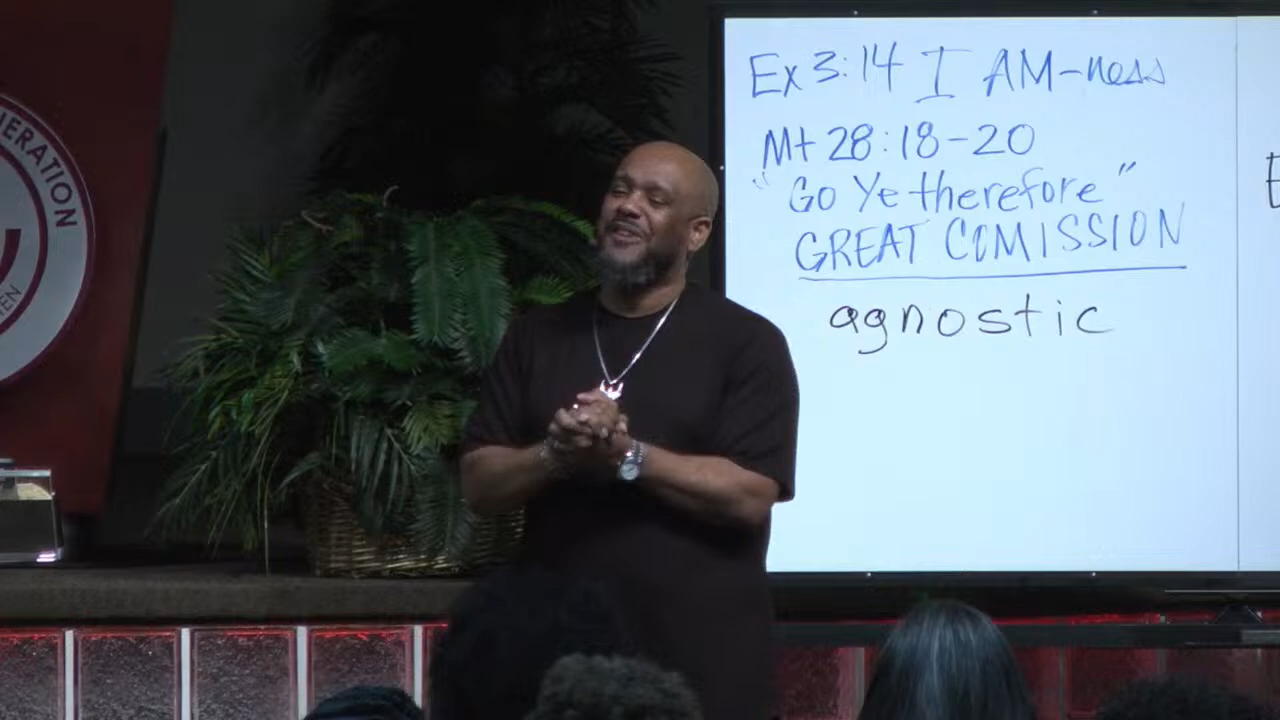 Ex 3:14 I AM-ness
Mt 28:18-20
" Go Ye therefore "
GREAT COMISSION
agnostic